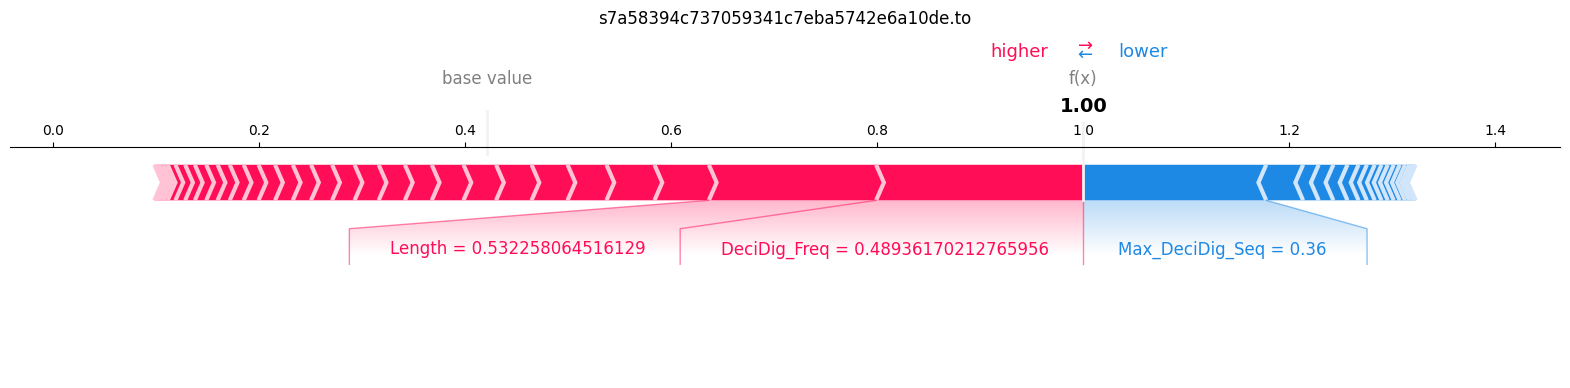 s7a58394c737059341c7eba5742e6a10de.to
higher → ← lower
base value f(x)
1.00
0.0 0.2 0.4 0.6 0.8 1.0 1.2 1.4
Length = 0.532258064516129 DeciDig_Freq = 0.48936170212765956 Max_DeciDig_Seq = 0.36